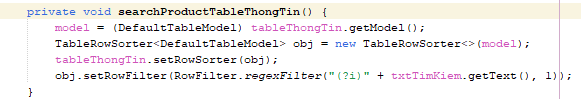 private void searchProductTableThongTin() {
model = (DefaultTableModel) tableThongTin.getModel();
TableRowSorter<DefaultTableModel> obj = new TableRowSorter<>(model);
tableThongTin.setRowSorter(obj);
obj.setRowFilter(RowFilter.regexFilter("(?i)" + txtTimKiem.getText(), 1));
}